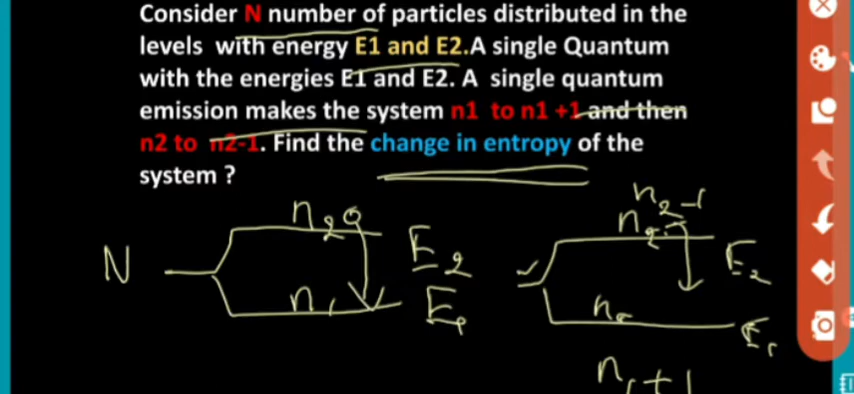 Consider N number of particles distributed in the
levels with energy E1 and E2.A single Quantum
with the energies E1 and E2. A single quantum
emission makes the system n1 to n1 +1 and then
n2 to n2-1. Find the change in entropy of the
system ?
n2-1
n2
n2
N
E2
E2
n1
E1
n1
E1
n1+1